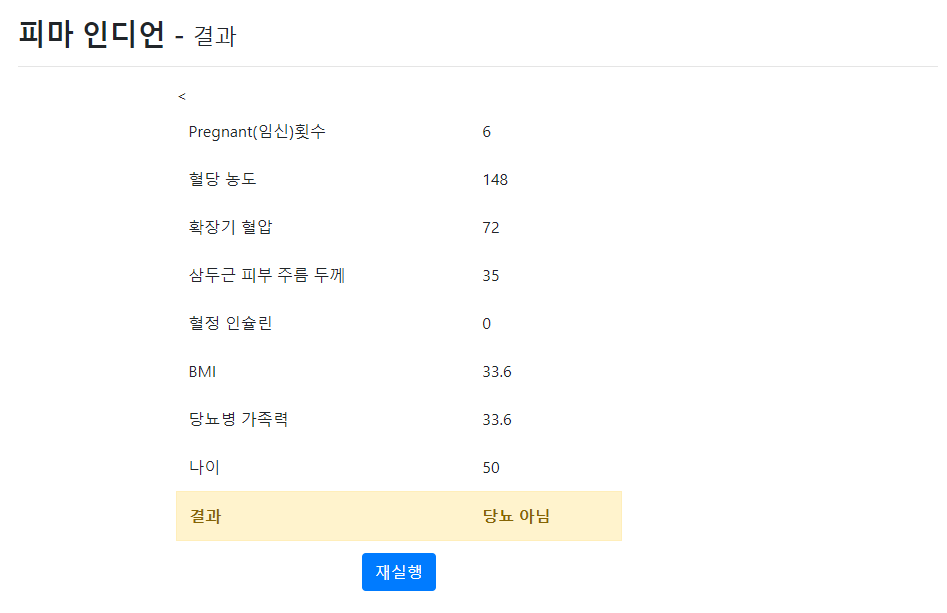 피마 인디언 - 결과
<
Pregnant(임신)횟수 6
혈당 농도 148
확장기 혈압 72
삼두근 피부 주름 두께 35
혈정 인슐린 0
BMI 33.6
당뇨병 가족력 33.6
나이 50
결과 당뇨 아님
재실행